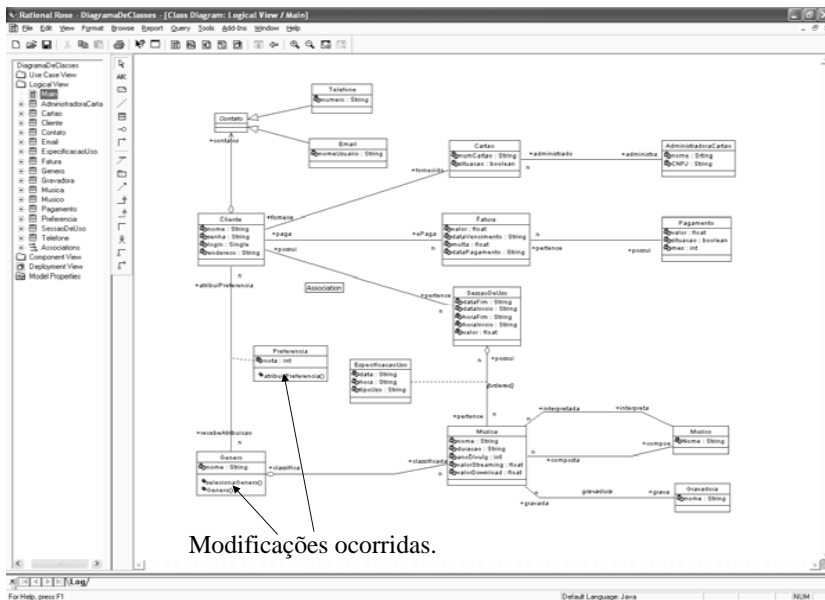 Rational Rose - DiagramaDeClasses - [Class Diagram: Logical View / Main]
File Edit View Format Browse Report Query Tools Add-Ins Window Help
DiagramaDeClasses
Use Case View
Logical View
Main
AdministradoraCarta
Cartao
Cliente
Contato
Email
EspecificacaoUso
Fatura
Genero
Gravadora
Musica
Musico
Pagamento
Preferencia
SessaoDeUso
Telefone
Associations
Component View
Deployment View
Model Properties
ABC
Telefone
numero : String
Contato
Email
nomeUsuario : String
+contatos
Cartao
numCartao : String
situacao : boolean
+administrado
n
+administra
AdministradoraCartao
nome : String
CNPJ : String
+fornecido
+fornece
Cliente
nome : String
senha : String
login : Single
endereco : String
+paga
+possui
+ePaga
n
Fatura
valor : float
dataVencimento : String
multa : float
dataPagamento : String
n
+pertence
n
+possui
Pagamento
valor : float
situacao : boolean
mes : int
n
+atribuiPreferencia
Association
+pertence
n
SessaoDeUso
dataFim : String
dataInicio : String
horaFim : String
horaInicio : String
valor : float
n
+possui
Preferencia
nota : int
atribuiPreferencia()
EspecificacaoUso
data : String
hora : String
tipoUso : String
{ordered}
+pertence
n
+recebeAtribuicao
n
Genero
nome : String
selecionaGenero()
Genero()
+classifica
+classificada
n
Musica
nome : String
duracao : String
anoDivulg : int
valorStreaming : float
valorDownload : float
+interpretada
n
+interpreta
n
+compoe
n
+composta
n
Musico
Nome : String
n
+gravada
gravadora
+grava
Gravadora
nome : String
Modificações ocorridas.
Log
For Help, press F1
Default Language: Java
NUM